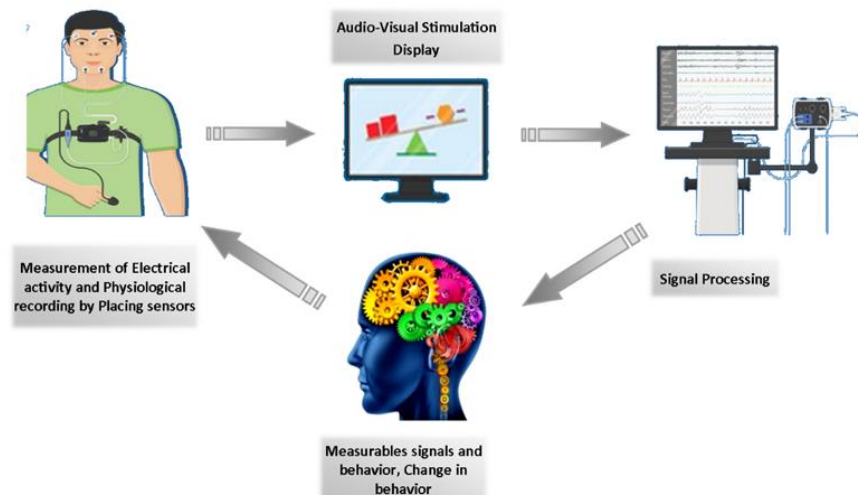 Audio-Visual Stimulation
Display
Measurement of Electrical
activity and Physiological
recording by Placing sensors
Signal Processing
Measurables signals and
behavior, Change in
behavior